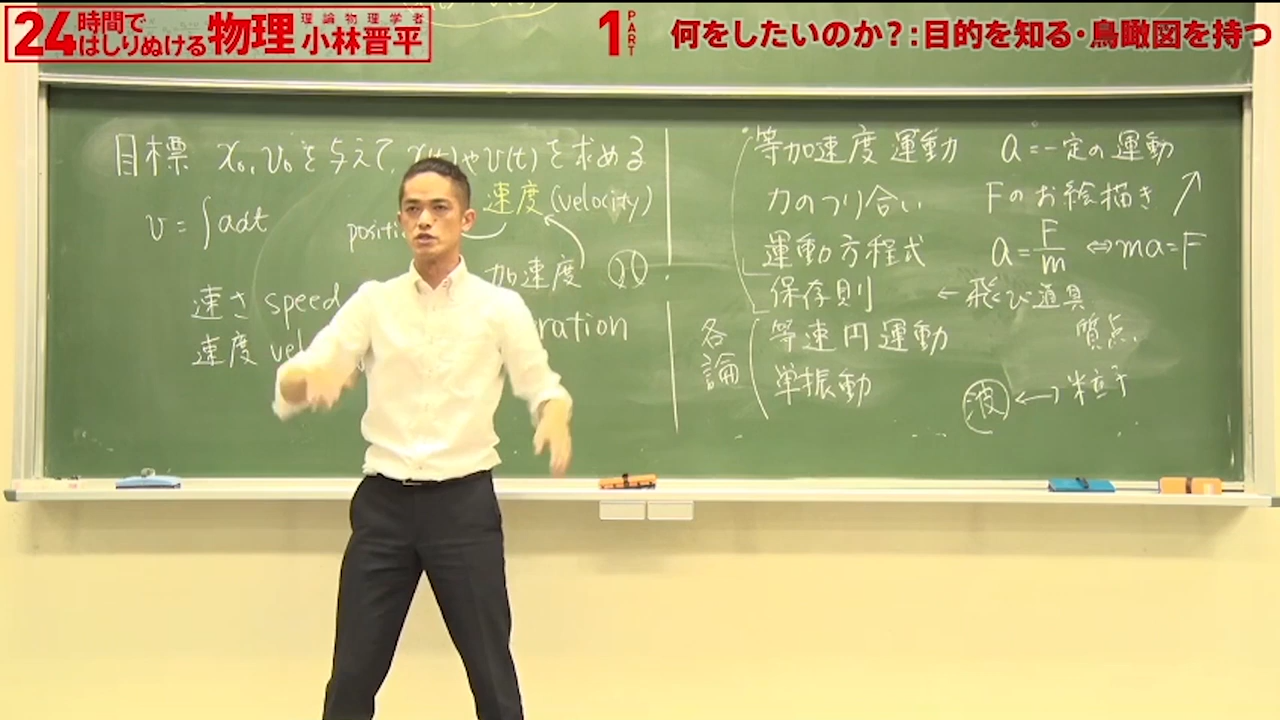 24時間ではしりぬける物理 理論物理学者 小林晋平
1 PART 何をしたいのか?:目的を知る・鳥瞰図を持つ
目標 x₀, v₀を与えて, x(t)やv(t)を求める
v = ∫adt
速度(velocity)
加速度
速さ speed
速度
等加速度運動 a=一定の運動
力のつり合い Fのお絵描き
運動方程式 a=F/m ⇔ma=F
保存則 ← 飛び道具
各論
等速円運動 質点
単振動
波 ↔ 粒子